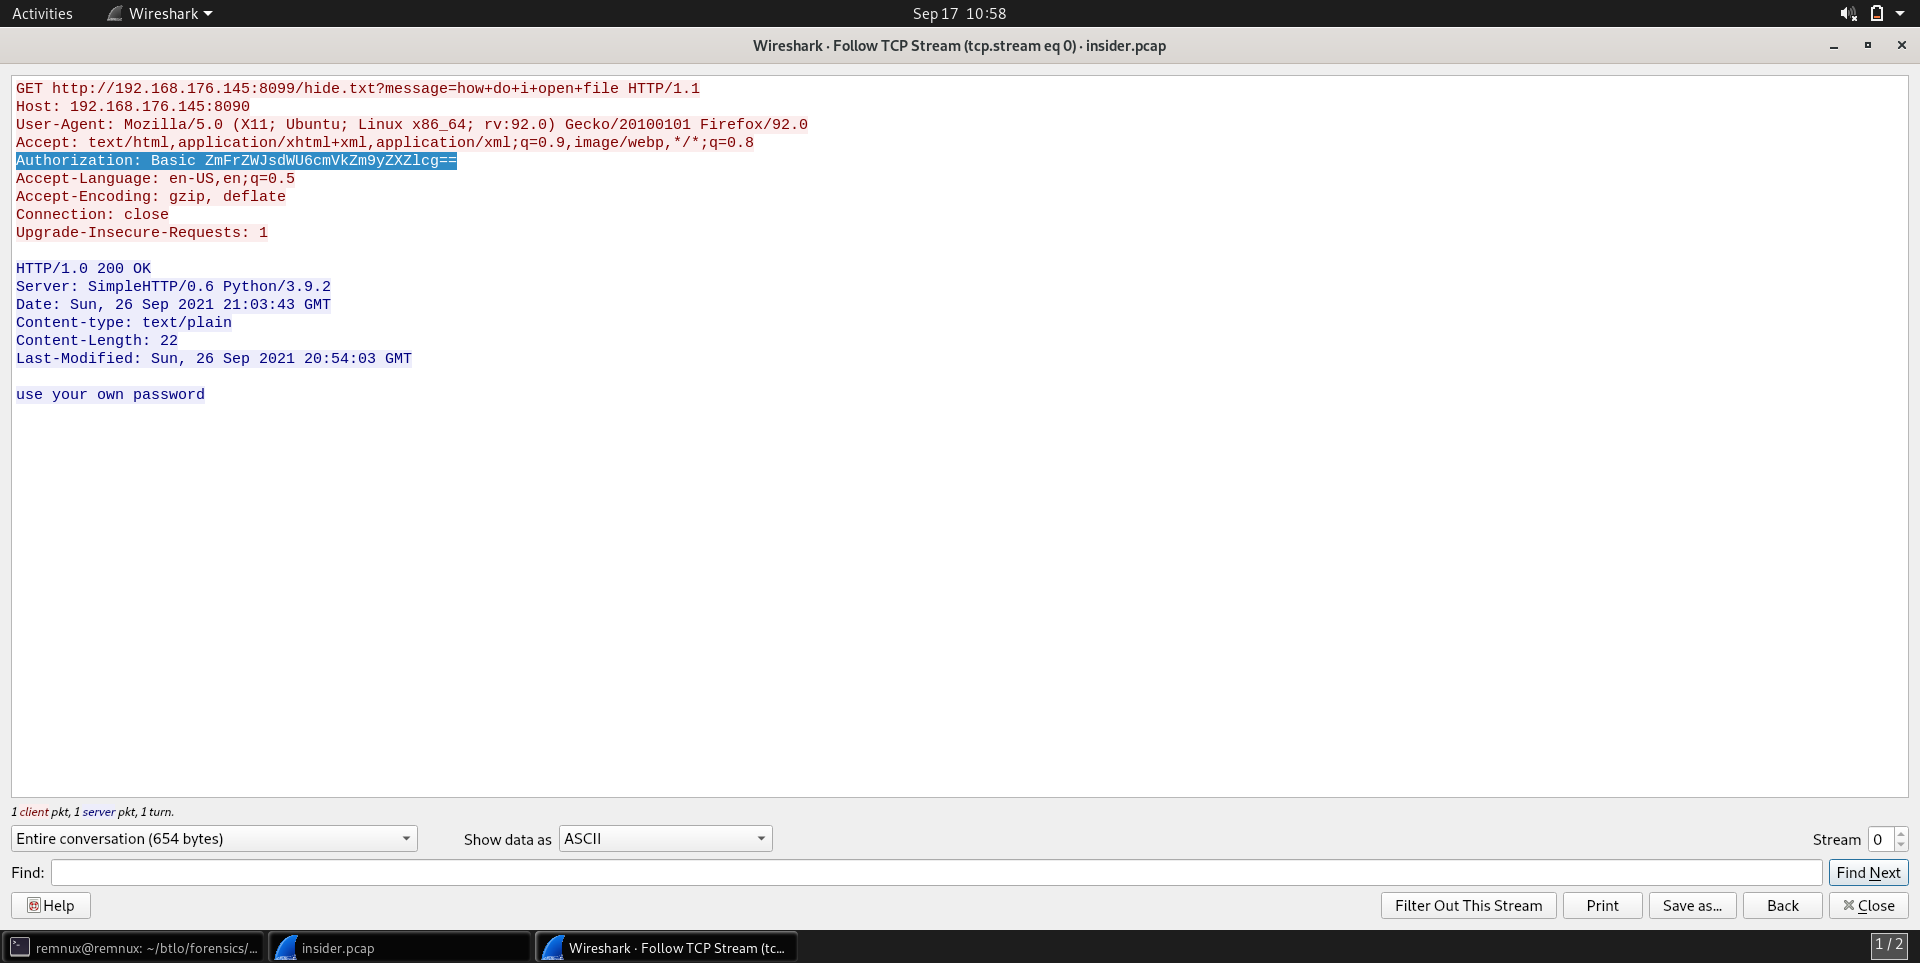 Activities
Wireshark
Sep 17 10:58
Wireshark · Follow TCP Stream (tcp.stream eq 0) · insider.pcap
GET http://192.168.176.145:8099/hide.txt?message=how+do+i+open+file HTTP/1.1
Host: 192.168.176.145:8090
User-Agent: Mozilla/5.0 (X11; Ubuntu; Linux x86_64; rv:92.0) Gecko/20100101 Firefox/92.0
Accept: text/html,application/xhtml+xml,application/xml;q=0.9,image/webp,*/*;q=0.8
Authorization: Basic ZmFrZWJsdWU6cmVkZm9yZXZlcg==
Accept-Language: en-US,en;q=0.5
Accept-Encoding: gzip, deflate
Connection: close
Upgrade-Insecure-Requests: 1
HTTP/1.0 200 OK
Server: SimpleHTTP/0.6 Python/3.9.2
Date: Sun, 26 Sep 2021 21:03:43 GMT
Content-type: text/plain
Content-Length: 22
Last-Modified: Sun, 26 Sep 2021 20:54:03 GMT
use your own password
1 client pkt, 1 server pkt, 1 turn.
Entire conversation (654 bytes)
Show data as
ASCII
Stream
0
Find:
Find Next
Help
Filter Out This Stream
Print
Save as...
Back
Close
remnux@remnux: ~/btlo/forensics/...
insider.pcap
Wireshark · Follow TCP Stream (tc...
1 / 2